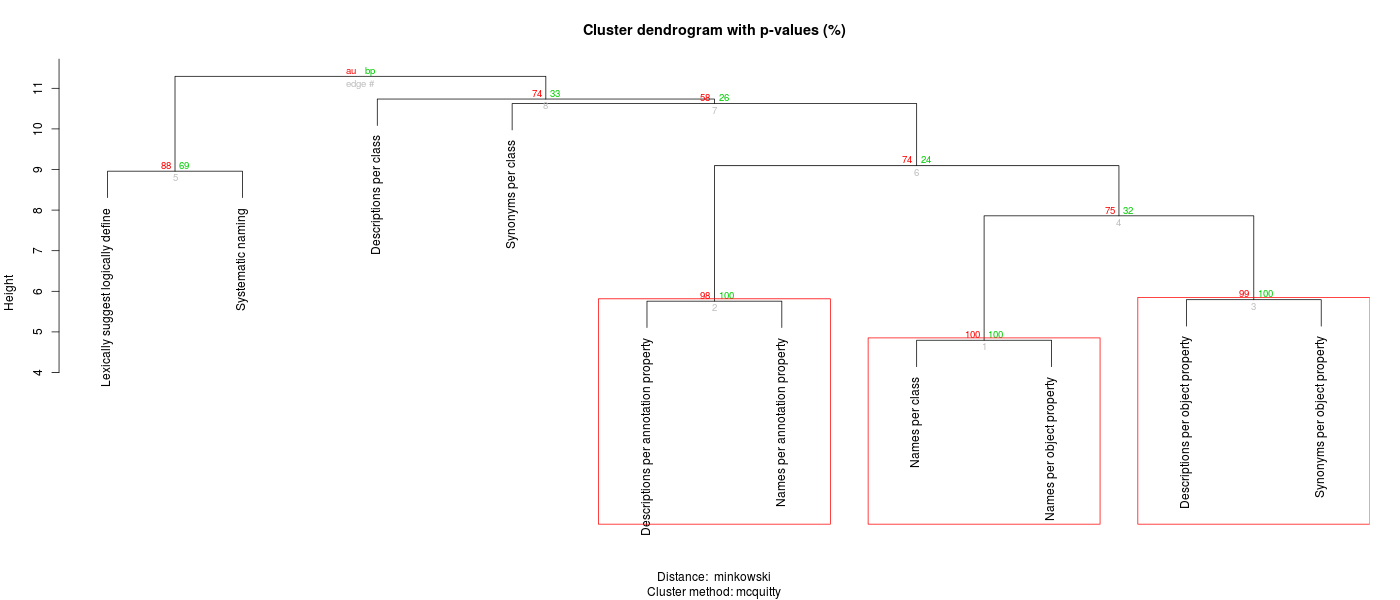 Cluster dendrogram with p-values (%)
au bp
edge #
74 33
8
58 26
7
74 24
6
88 69
5
75 32
4
98 100
2
99 100
3
100 100
1
Height
11
10
9
8
7
6
5
4
Lexically suggest logically define
Systematic naming
Descriptions per class
Synonyms per class
Descriptions per annotation property
Names per annotation property
Names per class
Names per object property
Descriptions per object property
Synonyms per object property
Distance: minkowski
Cluster method: mcquitty